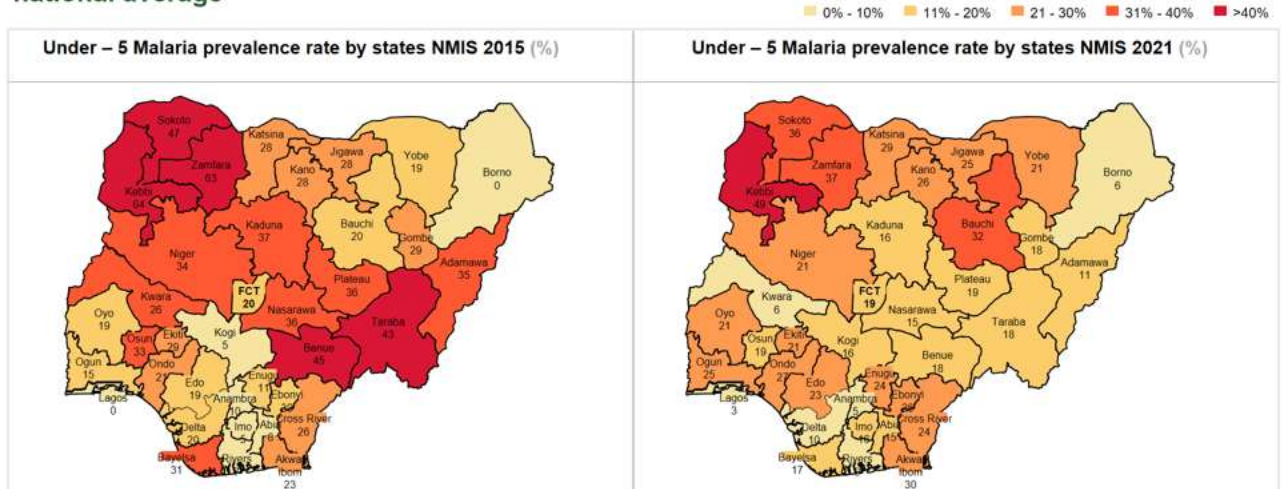 national average
0% - 10% 11% - 20% 21 - 30% 31% - 40% >40%
Under – 5 Malaria prevalence rate by states NMIS 2015 (%)
Sokoto
47
Zamfara
63
Kebbi
64
Katsina
28
Kano
28
Jigawa
28
Yobe
19
Borno
0
Bauchi
20
Gombe
29
Adamawa
35
Kaduna
37
Niger
34
Plateau
36
FCT
20
Nasarawa
36
Taraba
43
Kwara
26
Oyo
19
Kogi
5
Benue
45
Osun
33
Ekiti
29
Ondo
Ogun
15
Lagos
0
Edo
19
Enugu
11
Anambra
10
Ebonyi
Cross River
26
Delta
20
Imo
5
Abia
6
Bayelsa
31
Rivers
Akwa
Ibom
23
Under – 5 Malaria prevalence rate by states NMIS 2021 (%)
Sokoto
36
Zamfara
37
Kebbi
49
Katsina
29
Kano
26
Jigawa
25
Yobe
21
Borno
6
Bauchi
32
Gombe
18
Adamawa
11
Kaduna
16
Niger
21
Plateau
19
FCT
19
Nasarawa
15
Taraba
18
Kwara
6
Oyo
21
Kogi
16
Benue
18
Osun
19
Ekiti
21
Ondo
Ogun
25
Lagos
3
Edo
23
Enugu
24
Anambra
5
Ebonyi
Cross River
24
Delta
10
Imo
Abia
15
Bayelsa
17
Rivers
Akwa
Ibom
30